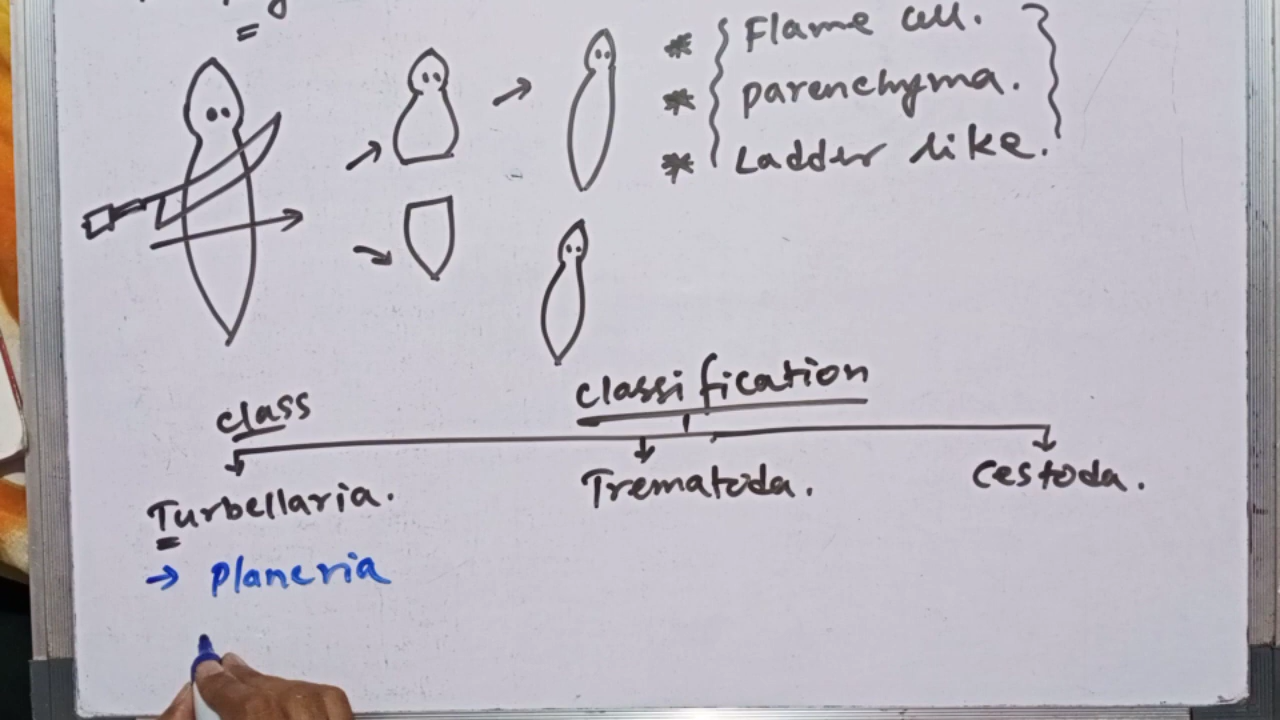 * Flame cell.
* parenchyma.
* Ladder like.
classification
class
Turbellaria.
Trematoda.
Cestoda.
→ planeria